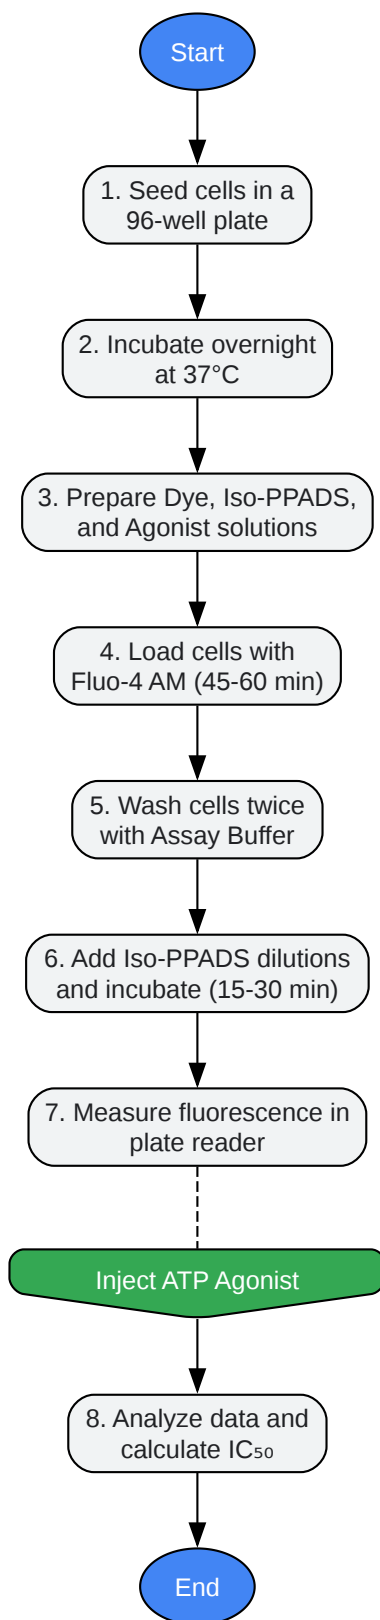 Start
1. Seed cells in a
96-well plate
2. Incubate overnight
at 37°C
3. Prepare Dye, Iso-PPADS,
and Agonist solutions
4. Load cells with
Fluo-4 AM (45-60 min)
5. Wash cells twice
with Assay Buffer
6. Add Iso-PPADS dilutions
and incubate (15-30 min)
7. Measure fluorescence in
plate reader
Inject ATP Agonist
8. Analyze data and
calculate IC₅₀
End